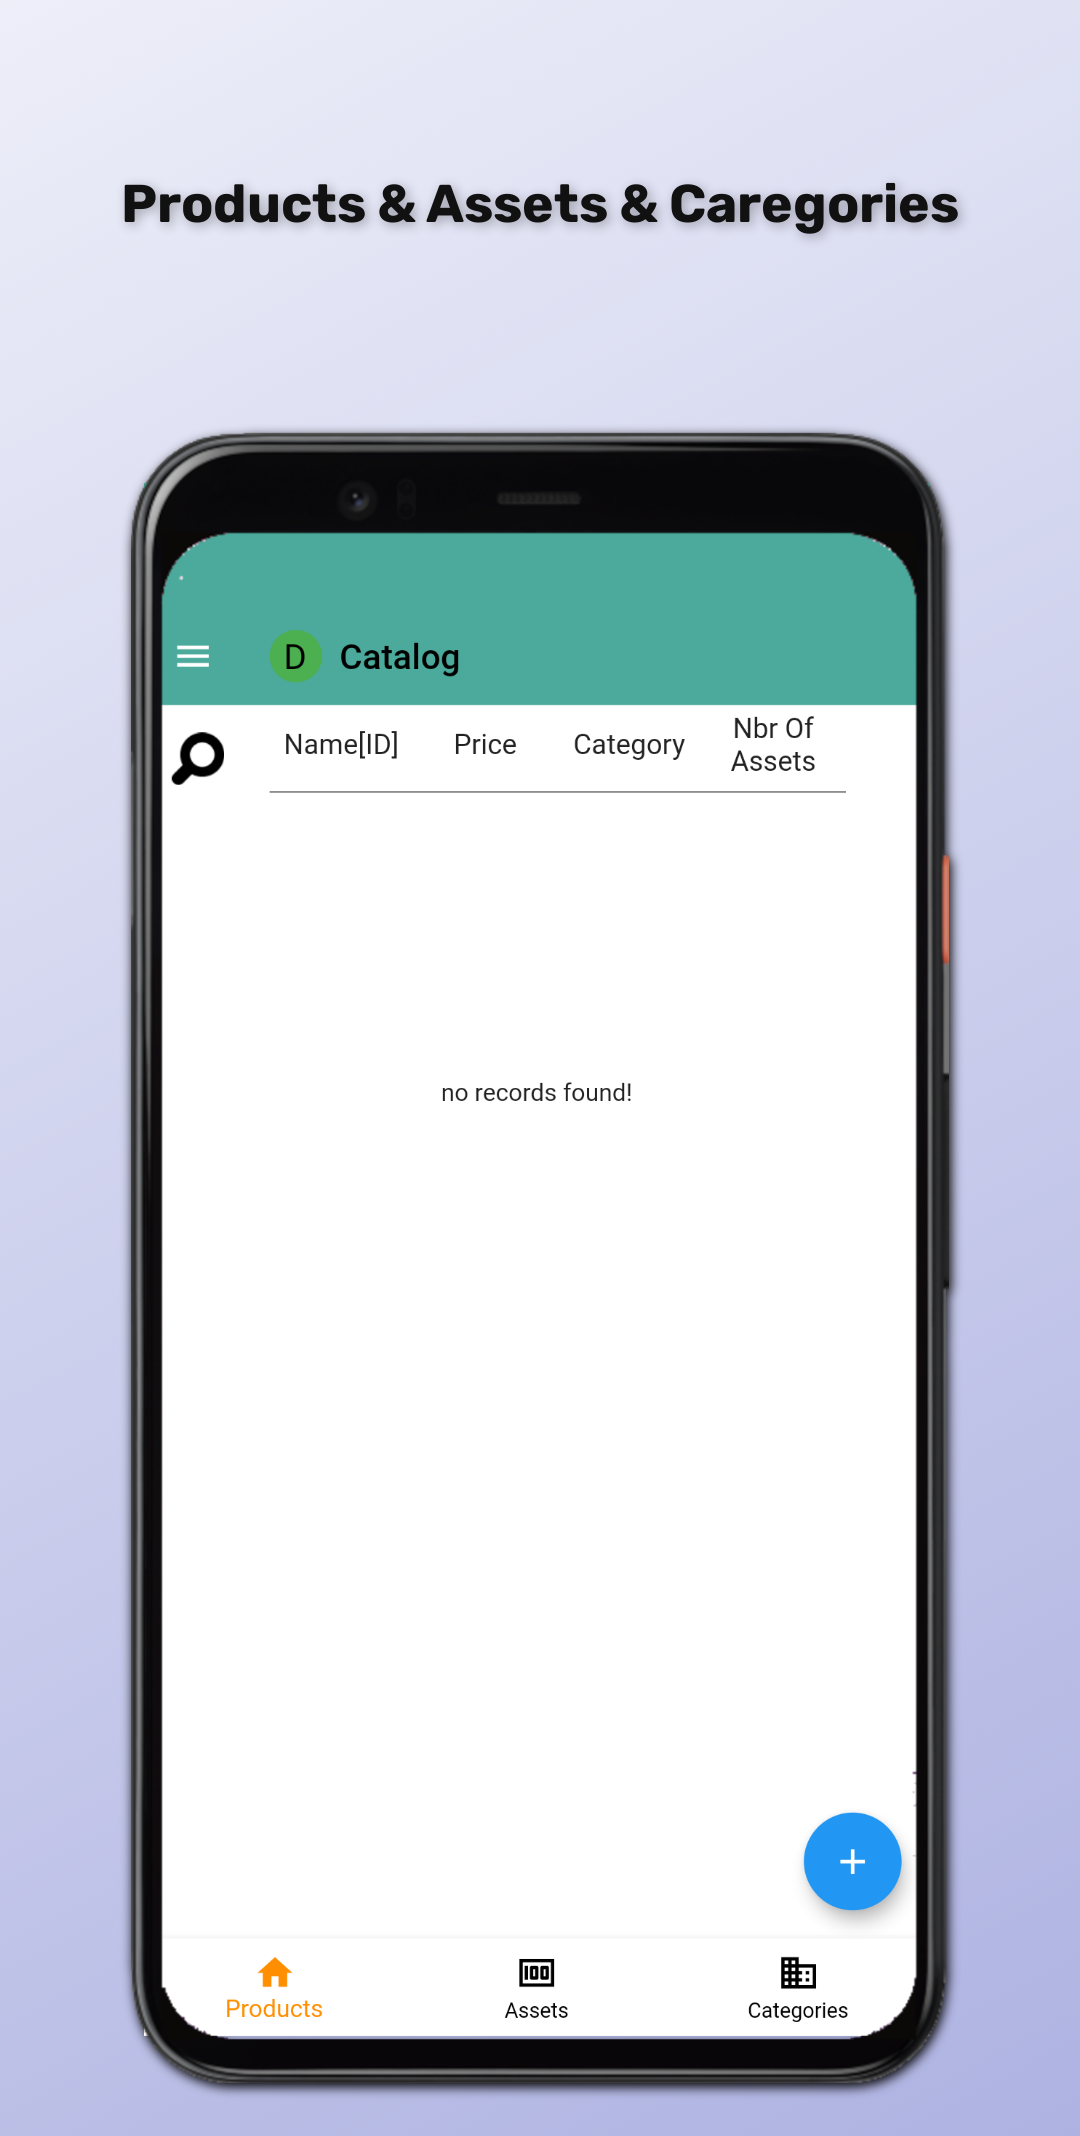 Products & Assets & Caregories
D Catalog
Name[ID] Price Category Nbr Of
Assets
no records found!
+
Products Assets Categories